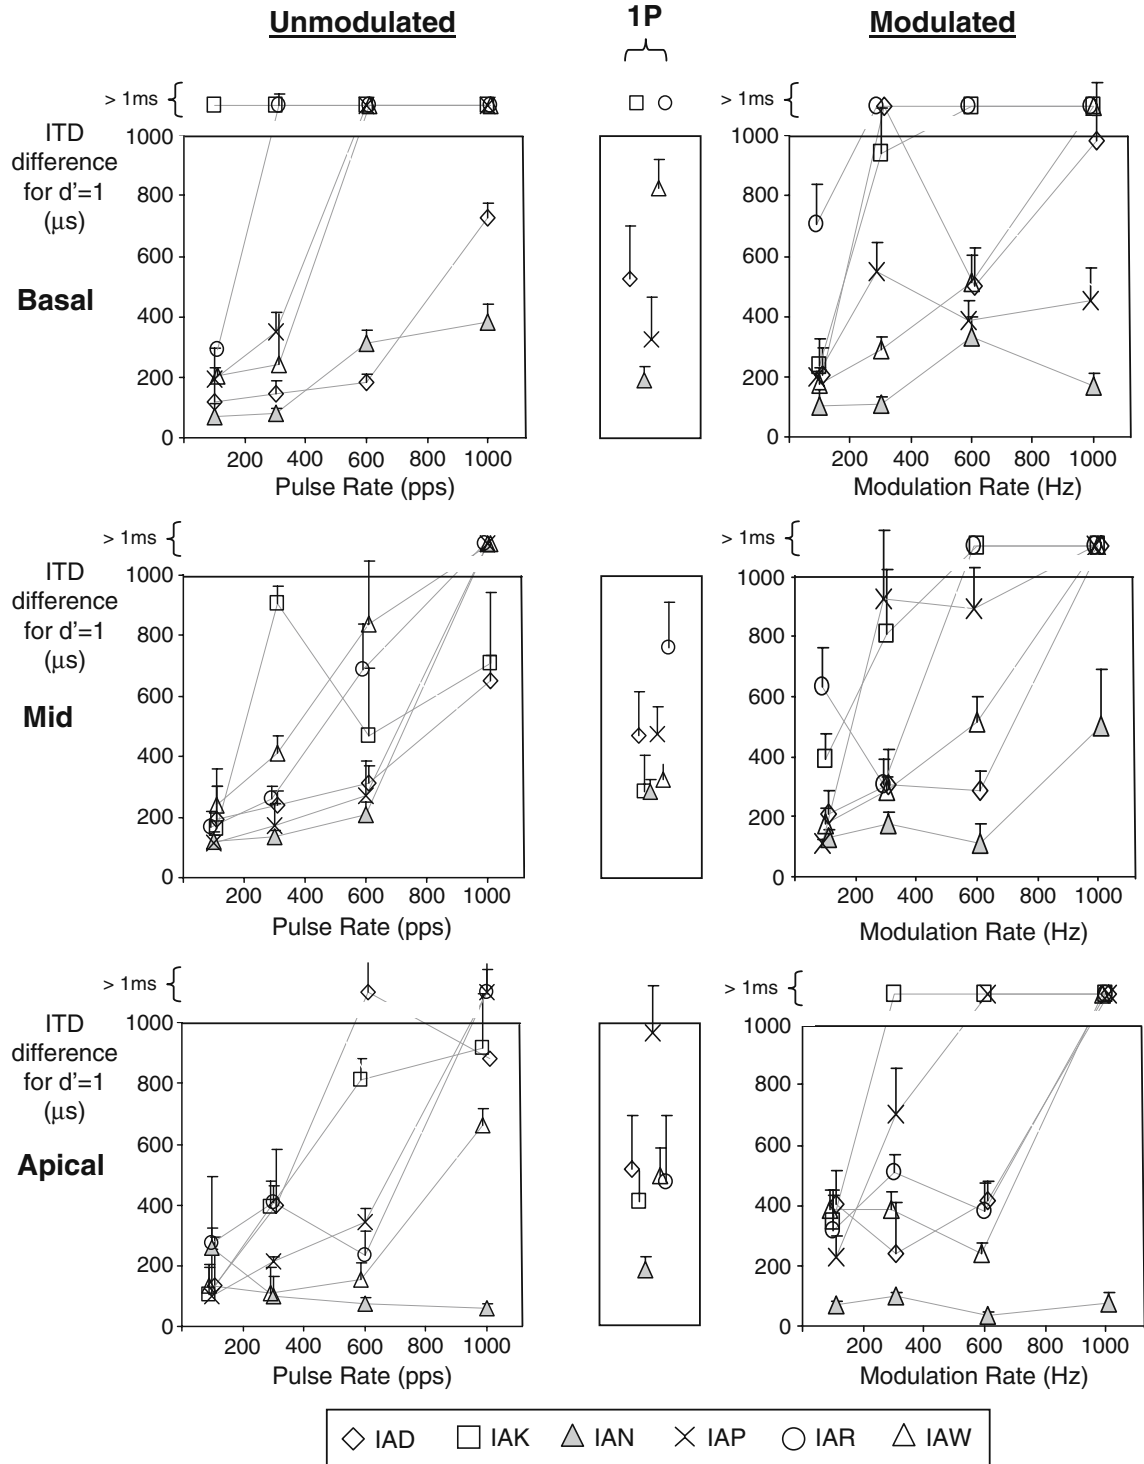 Unmodulated 1P Modulated
> 1ms > 1ms
ITD
difference
for d'=1
(μs)
Basal
1000
800
600
400
200
0
200 400 600 800 1000
Pulse Rate (pps)
1000
800
600
400
200
0
200 400 600 800 1000
Modulation Rate (Hz)
> 1ms > 1ms
ITD
difference
for d'=1
(μs)
Mid
1000
800
600
400
200
0
200 400 600 800 1000
Pulse Rate (pps)
1000
800
600
400
200
0
200 400 600 800 1000
Modulation Rate (Hz)
> 1ms > 1ms
ITD
difference
for d'=1
(μs)
Apical
1000
800
600
400
200
0
200 400 600 800 1000
Pulse Rate (pps)
1000
800
600
400
200
0
200 400 600 800 1000
Modulation Rate (Hz)
IAD IAK IAN IAP IAR IAW